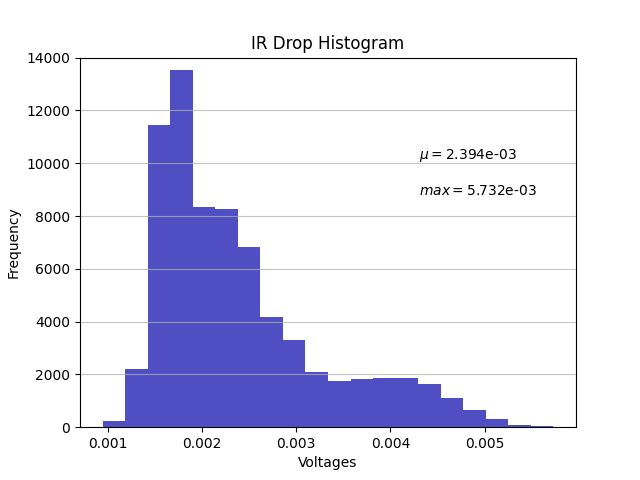 IR Drop Histogram
14000
12000
10000
8000
6000
4000
2000
0
Frequency
μ = 2.394e-03
max = 5.732e-03
0.001 0.002 0.003 0.004 0.005
Voltages